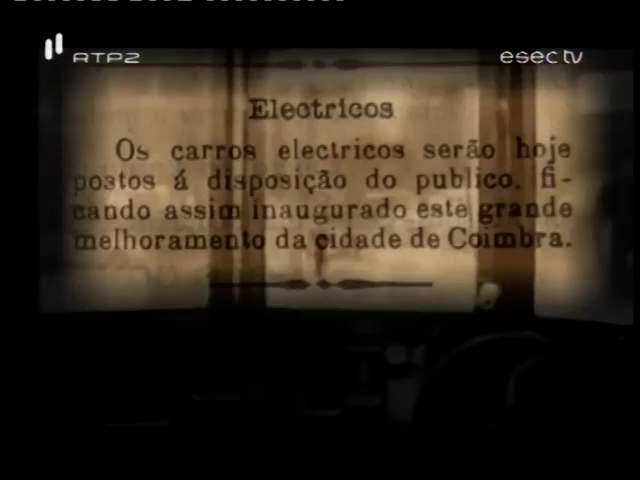 RTP2
esec tv
Electricos
Os carros electricos serão hoje
postos á disposição do publico, fi-
cando assim inaugurado este grande
melhoramento da cidade de Coimbra.